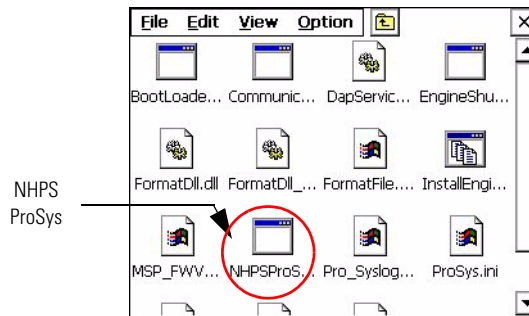 File Edit View Option
BootLoade... Communic... DapServic... EngineShu...
FormatDll.dll FormatDll_... FormatFile.... InstallEngi...
NHPS
ProSys
MSP_FWV... NHPSProS... Pro_Syslog... ProSys.ini